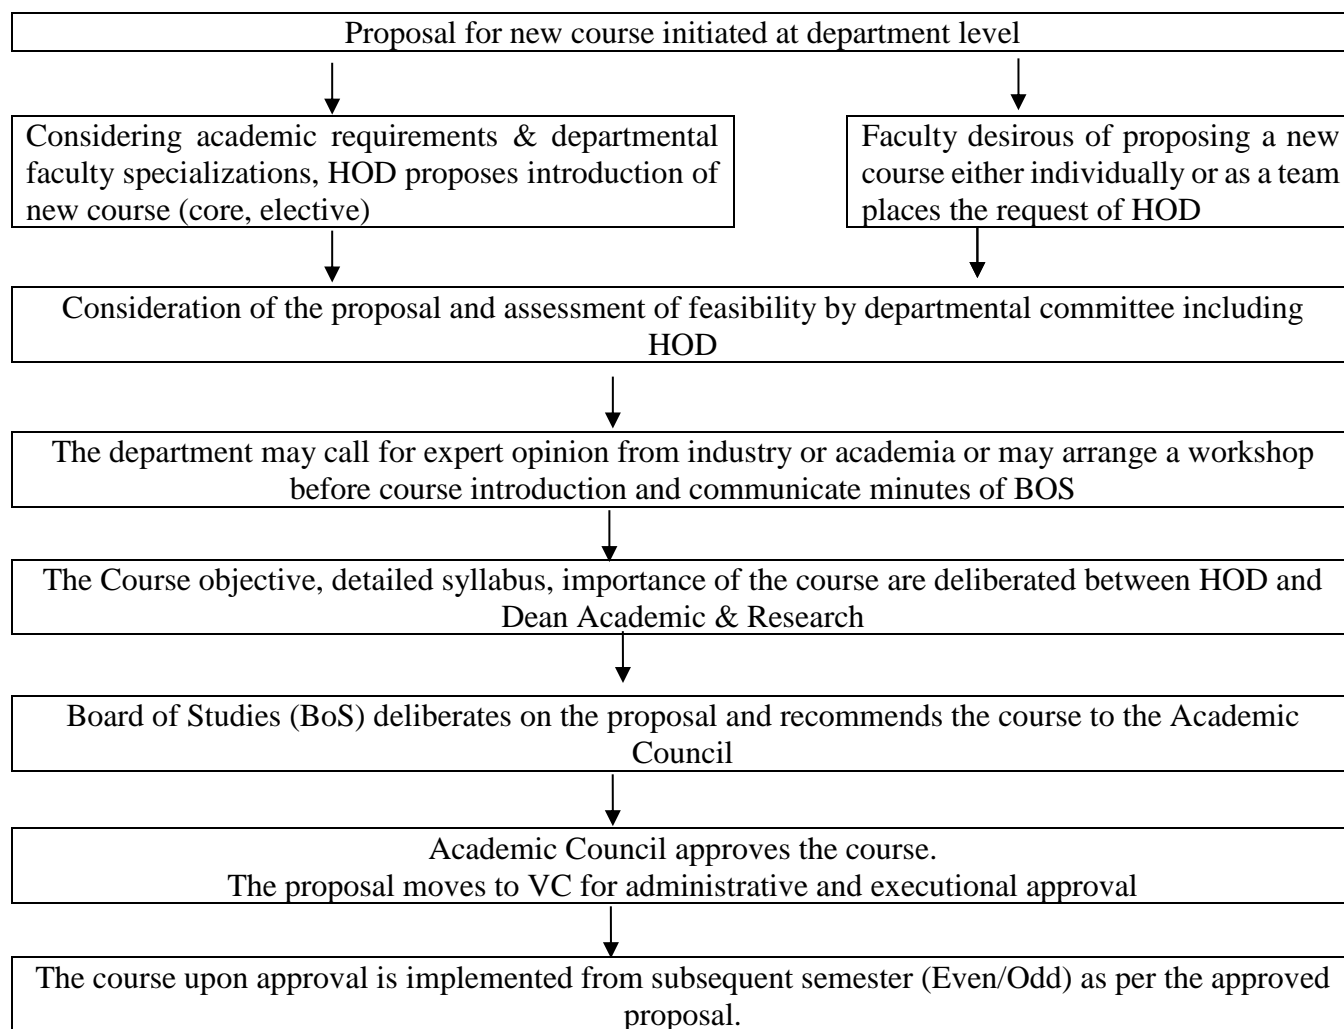 Proposal for new course initiated at department level
Considering academic requirements & departmental
faculty specializations, HOD proposes introduction of
new course (core, elective)
Faculty desirous of proposing a new
course either individually or as a team
places the request of HOD
Consideration of the proposal and assessment of feasibility by departmental committee including
HOD
The department may call for expert opinion from industry or academia or may arrange a workshop
before course introduction and communicate minutes of BOS
The Course objective, detailed syllabus, importance of the course are deliberated between HOD and
Dean Academic & Research
Board of Studies (BoS) deliberates on the proposal and recommends the course to the Academic
Council
Academic Council approves the course.
The proposal moves to VC for administrative and executional approval
The course upon approval is implemented from subsequent semester (Even/Odd) as per the approved
proposal.